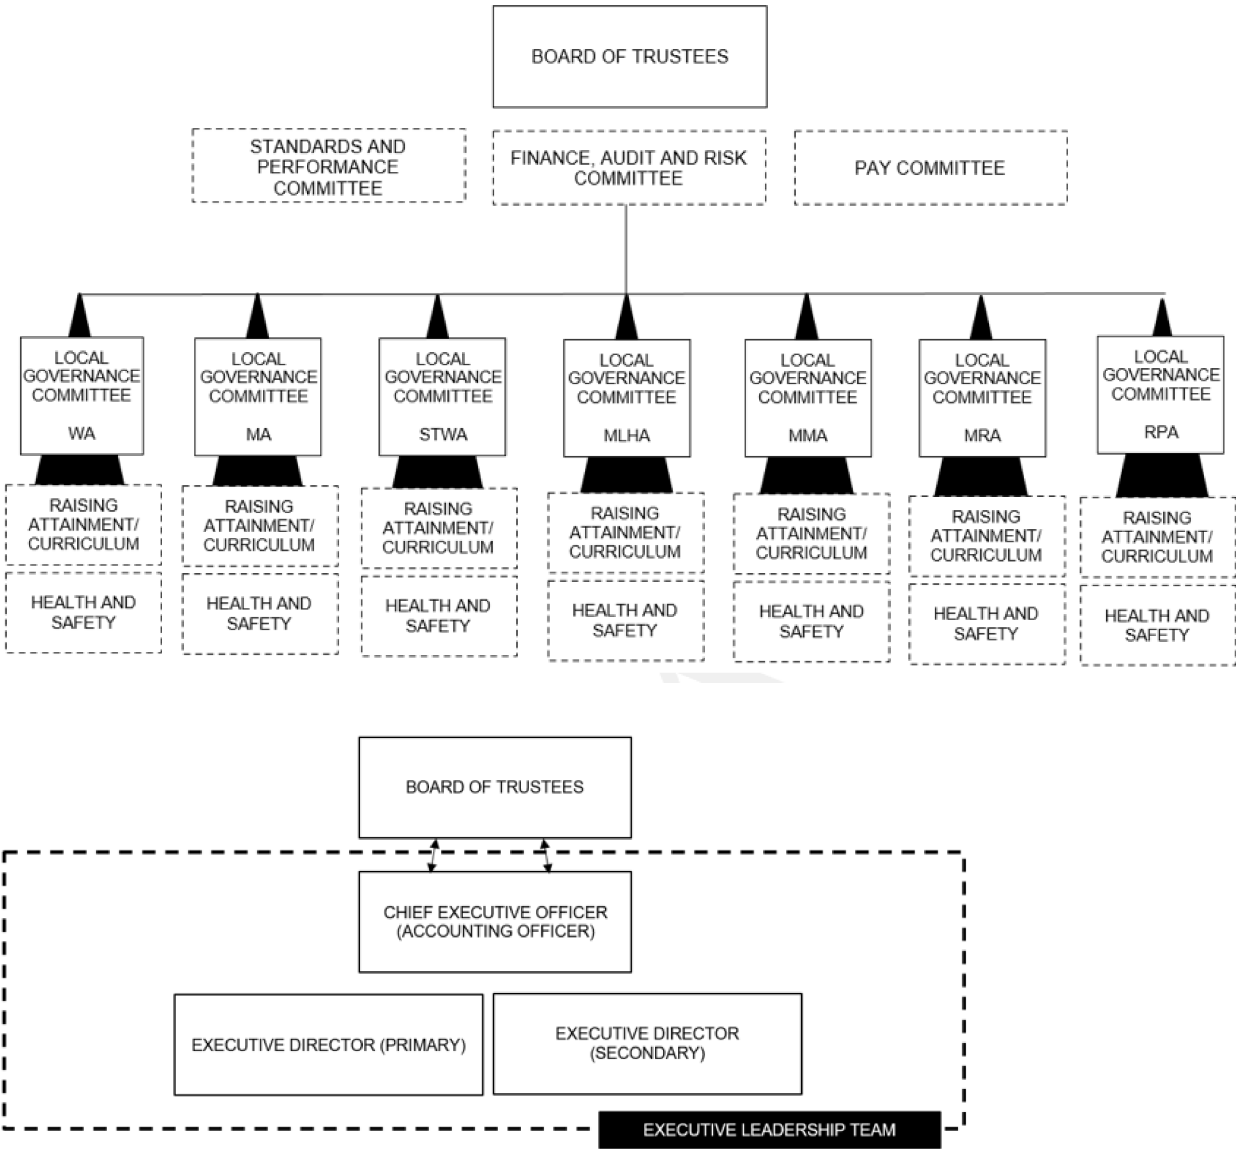 BOARD OF TRUSTEES
STANDARDS AND
PERFORMANCE
COMMITTEE
FINANCE, AUDIT AND RISK
COMMITTEE
PAY COMMITTEE
LOCAL
GOVERNANCE
COMMITTEE
WA
LOCAL
GOVERNANCE
COMMITTEE
MA
LOCAL
GOVERNANCE
COMMITTEE
STWA
LOCAL
GOVERNANCE
COMMITTEE
MLHA
LOCAL
GOVERNANCE
COMMITTEE
MMA
LOCAL
GOVERNANCE
COMMITTEE
MRA
LOCAL
GOVERNANCE
COMMITTEE
RPA
RAISING
ATTAINMENT/
CURRICULUM
RAISING
ATTAINMENT/
CURRICULUM
RAISING
ATTAINMENT/
CURRICULUM
RAISING
ATTAINMENT/
CURRICULUM
RAISING
ATTAINMENT/
CURRICULUM
RAISING
ATTAINMENT/
CURRICULUM
RAISING
ATTAINMENT/
CURRICULUM
HEALTH AND
SAFETY
HEALTH AND
SAFETY
HEALTH AND
SAFETY
HEALTH AND
SAFETY
HEALTH AND
SAFETY
HEALTH AND
SAFETY
HEALTH AND
SAFETY
BOARD OF TRUSTEES
CHIEF EXECUTIVE OFFICER
(ACCOUNTING OFFICER)
EXECUTIVE DIRECTOR (PRIMARY)
EXECUTIVE DIRECTOR
(SECONDARY)
EXECUTIVE LEADERSHIP TEAM